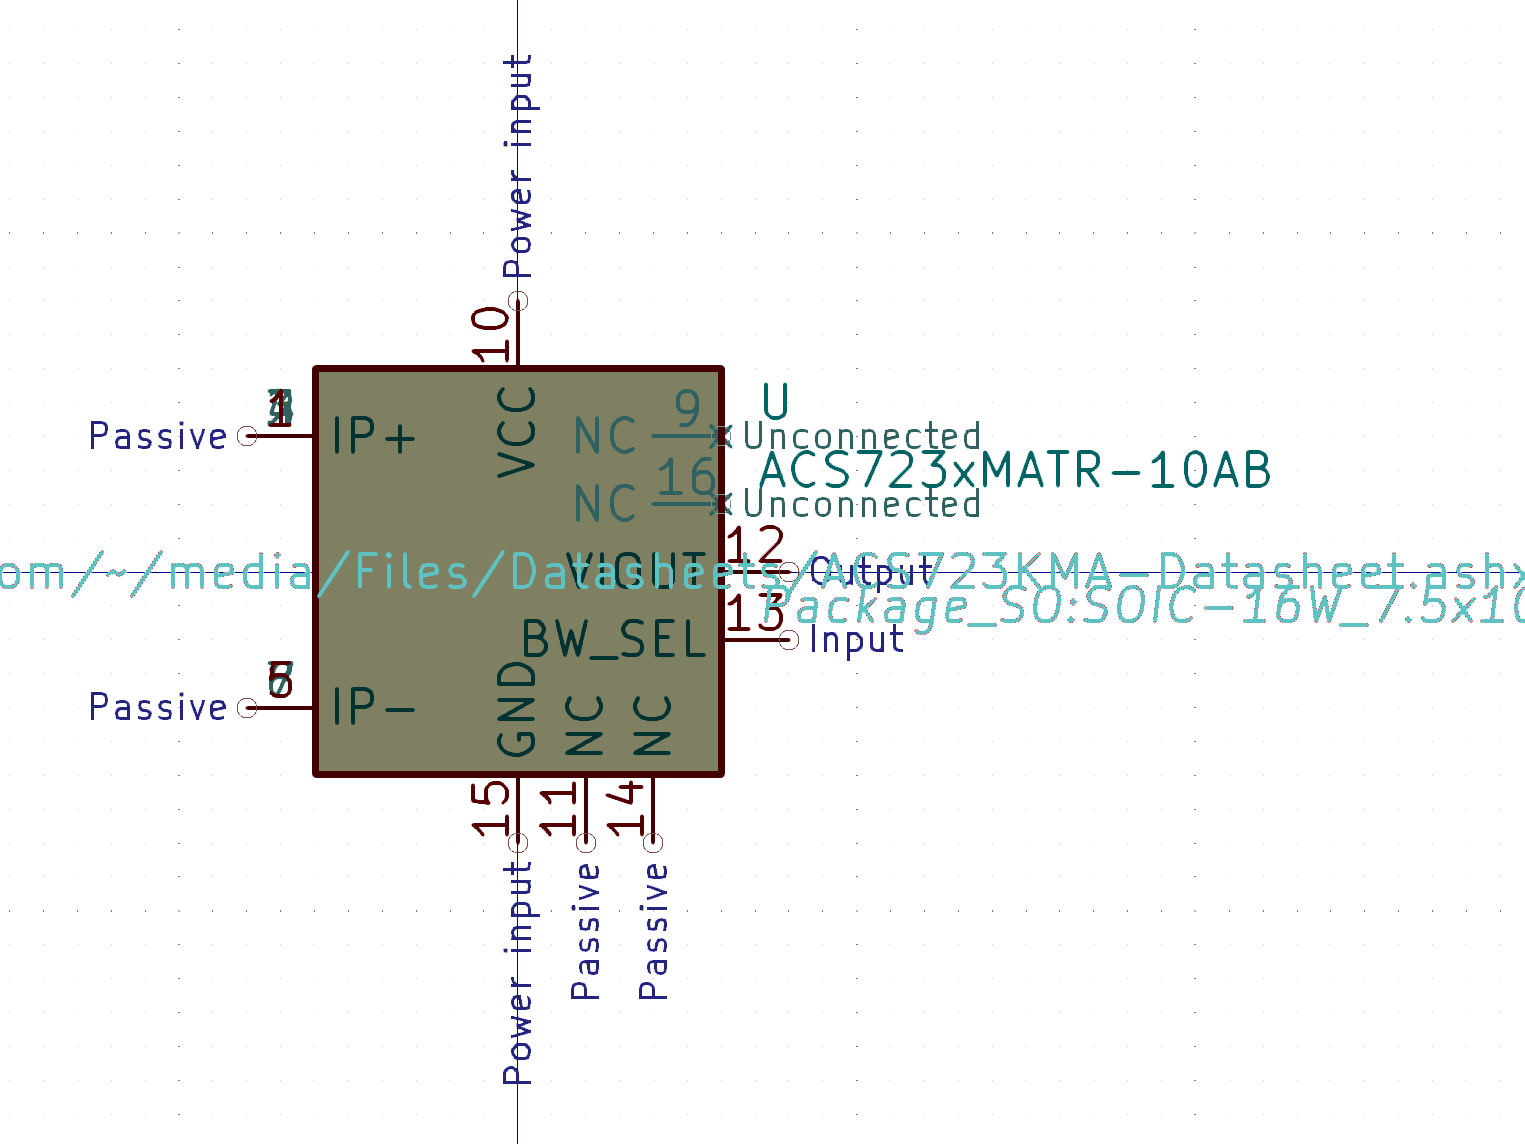 Power input
10
VCC
1
Passive
IP+
NC
9
Unconnected
U
ACS723xMATR-10AB
NC
16
Unconnected
12
VIOUT
Output
om/~/media/Files/Datasheets/ACS723KMA-Datasheet.ashx
Package_SO:SOIC-16W_7.5x10
13
BW_SEL
Input
5
Passive
IP-
GND
NC
NC
15
11
14
Power input
Passive
Passive